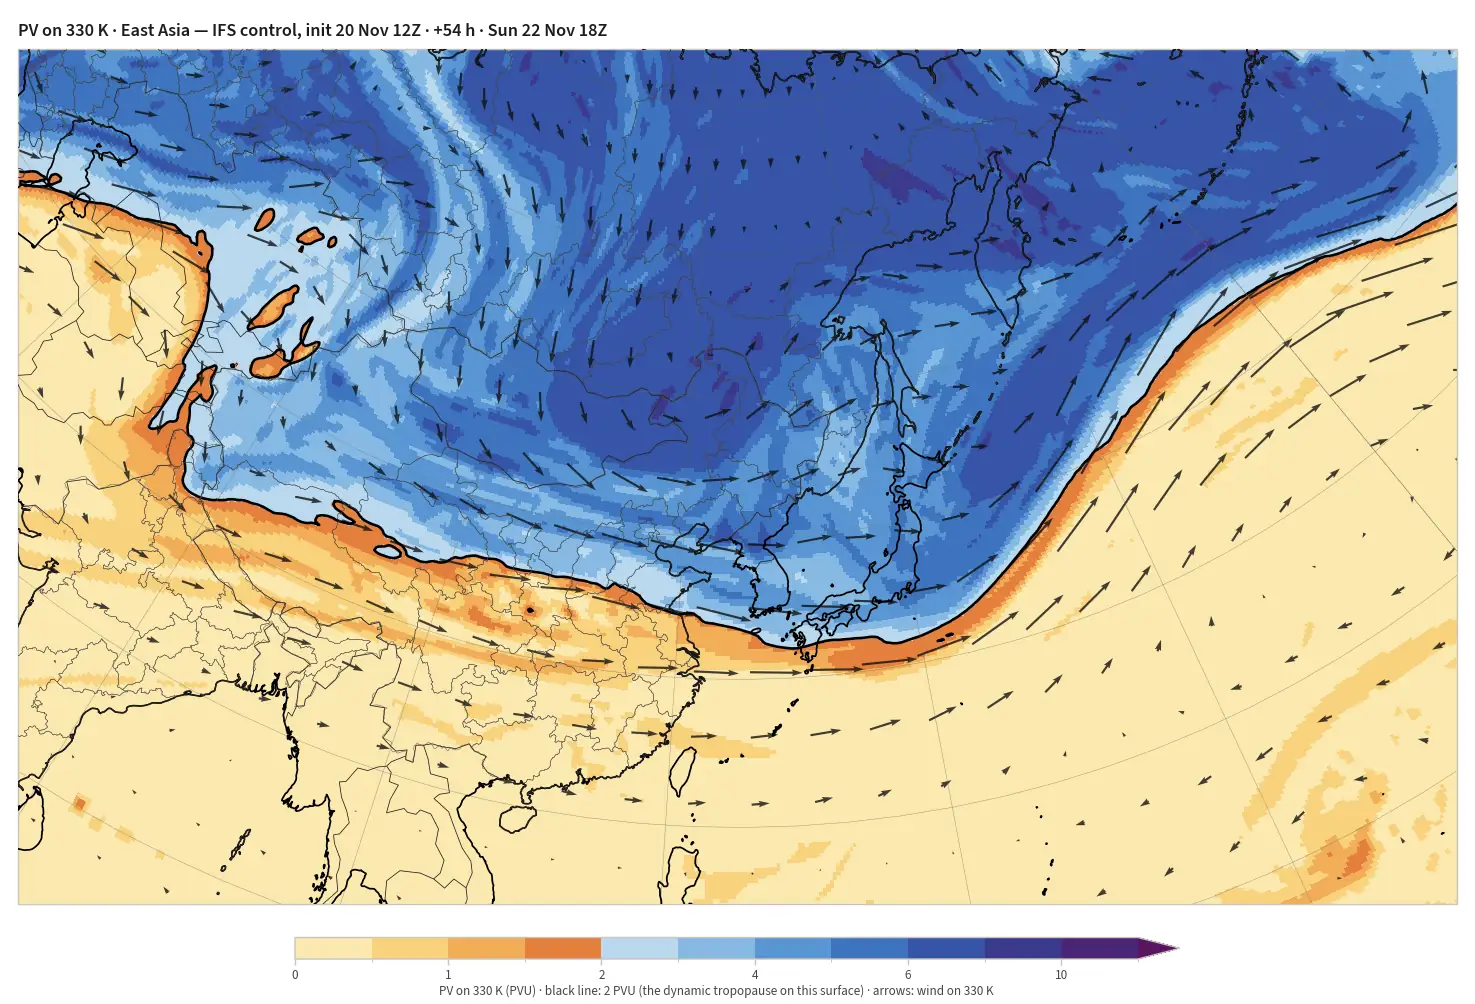 PV on 330 K · East Asia — IFS control, init 20 Nov 12Z · +54 h · Sun 22 Nov 18Z
0 1 2 4 6 10
PV on 330 K (PVU) · black line: 2 PVU (the dynamic tropopause on this surface) · arrows: wind on 330 K